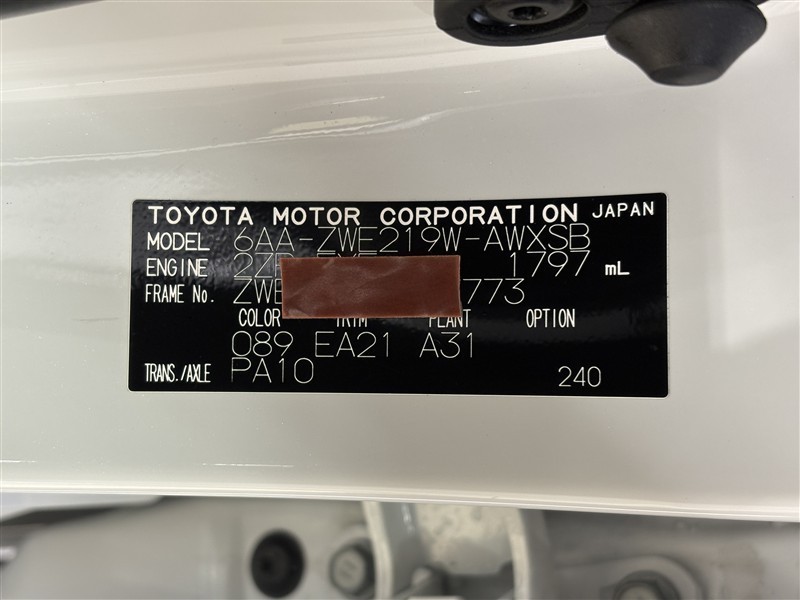 TOYOTA MOTOR CORPORATION JAPAN
MODEL 6AA-ZWE219W-AWXSB
ENGINE 1797 mL
FRAME No. 773
COLOR TRIM PLANT OPTION
089 EA21 A31
TRANS./AXLE PA10 240